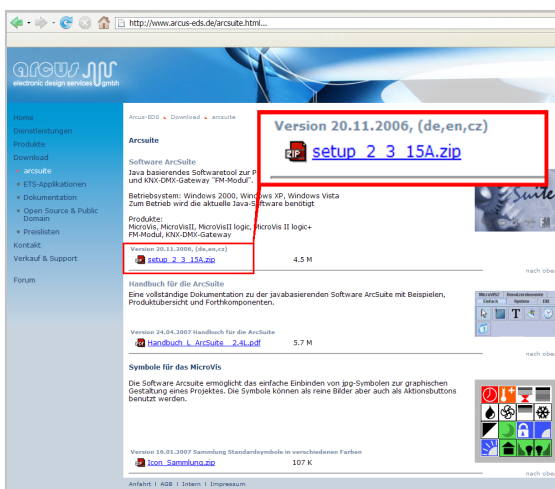 http://www.arcus-eds.de/arcsuite.html...
arcus
electronic design services gmbh
Home
Dienstleistungen
Produkte
Download
arcsuite
ETS-Applikationen
Dokumentation
Open Source & Public
Domain
Preislisten
Kontakt
Verkauf & Support
Forum
Arcus-EDS Download arcsuite
Arcsuite
Software ArcSuite
Java basierendes Softwaretool zur P
und KNX-DMX-Gateway "FM-Modul".
Betriebsystem: Windows 2000, Windows XP, Windows Vista
Zum Betrieb wird die aktuelle Java-Software benötigt
Produkte:
MicroVis, MicroVisII, MicroVisII logic, MicroVis II logic+
FM-Modul, KNX-DMX-Gateway
Version 20.11.2006, (de,en,cz)
setup_2_3_15A.zip 4.5 M
Version 20.11.2006, (de,en,cz)
ZIP setup_2_3_15A.zip
Suite
nach obe
Handbuch für die ArcSuite
Eine vollständige Dokumentation zu der javabasierenden Software ArcSuite mit Beispielen,
Produktübersicht und Forthkomponenten.
Version 24.04.2007 Handbuch für die ArcSuite
Handbuch_L_ArcSuite__2.4L.pdf 5.7 M
MicroVIS2 Benutzerelemente
Einfach System EIB
T
nach obe
Symbole für das MicroVis
Die Software Arcsuite ermöglicht das einfache Einbinden von jpg-Symbolen zur graphischen
Gestaltung eines Projektes. Die Symbole können als reine Bilder aber auch als Aktionsbuttons
benutzt werden.
Version 16.01.2007 Sammlung Standardsymbole in verschiedenen Farben
Icon_Sammlung.zip 107 K
nach obe
Anfahrt | AGB | Intern | Impressum